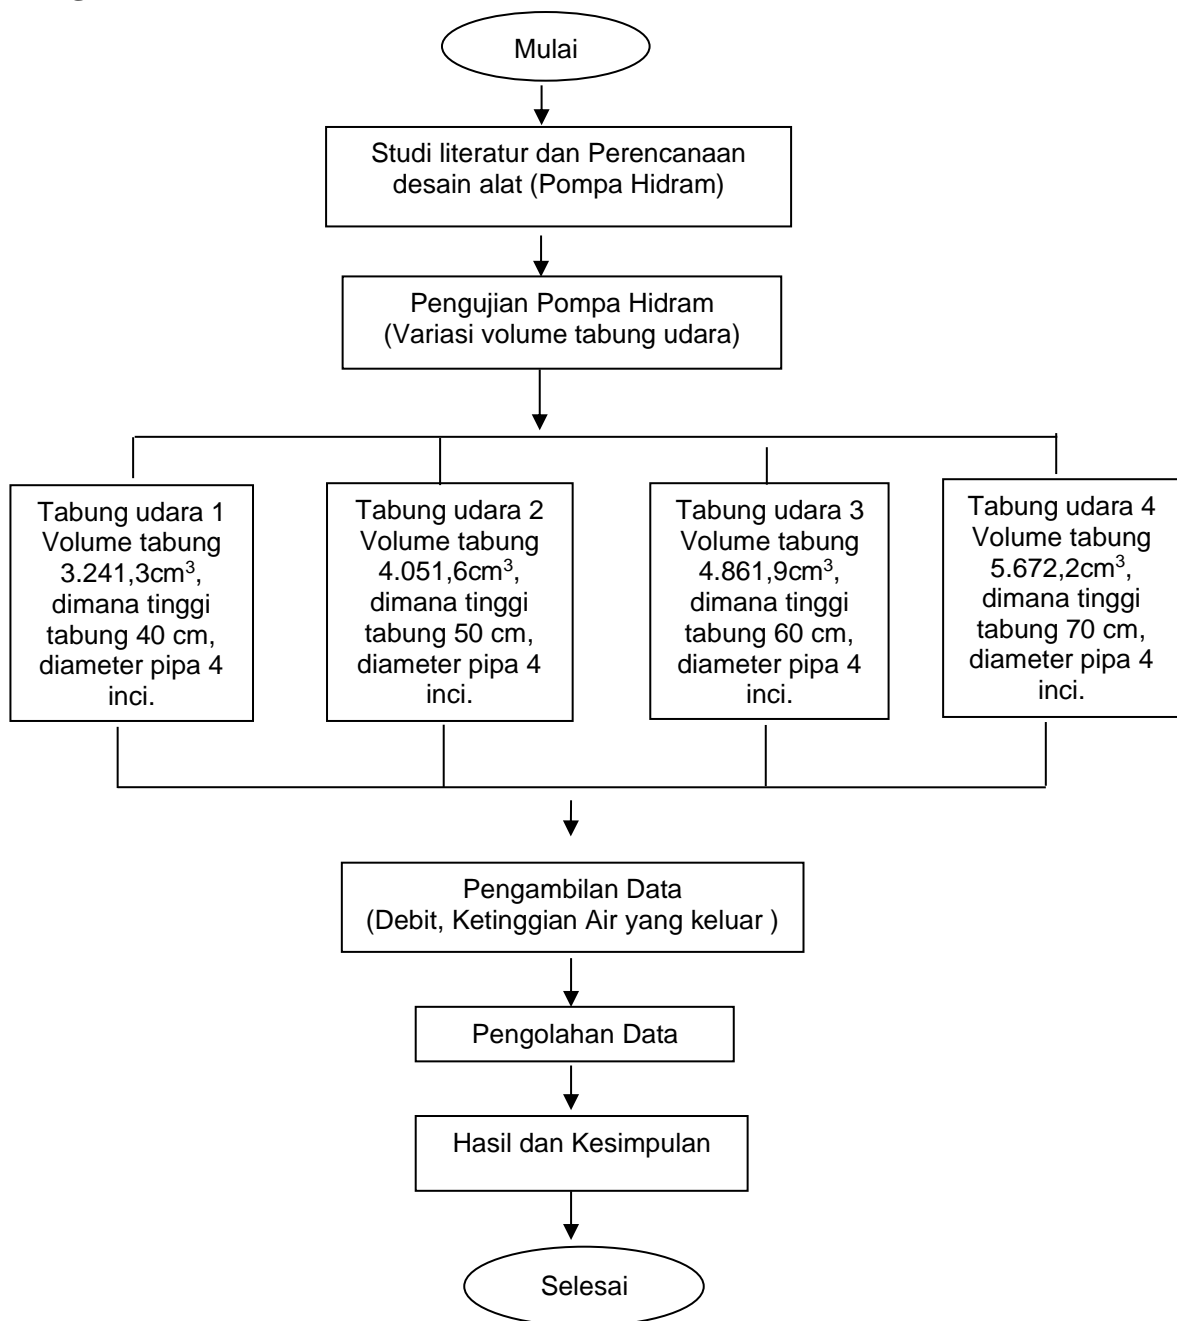 Mulai
Studi literatur dan Perencanaan
desain alat (Pompa Hidram)
Pengujian Pompa Hidram
(Variasi volume tabung udara)
Tabung udara 1
Volume tabung
3.241,3cm³,
dimana tinggi
tabung 40 cm,
diameter pipa 4
inci.
Tabung udara 2
Volume tabung
4.051,6cm³,
dimana tinggi
tabung 50 cm,
diameter pipa 4
inci.
Tabung udara 3
Volume tabung
4.861,9cm³,
dimana tinggi
tabung 60 cm,
diameter pipa 4
inci.
Tabung udara 4
Volume tabung
5.672,2cm³,
dimana tinggi
tabung 70 cm,
diameter pipa 4
inci.
Pengambilan Data
(Debit, Ketinggian Air yang keluar )
Pengolahan Data
Hasil dan Kesimpulan
Selesai